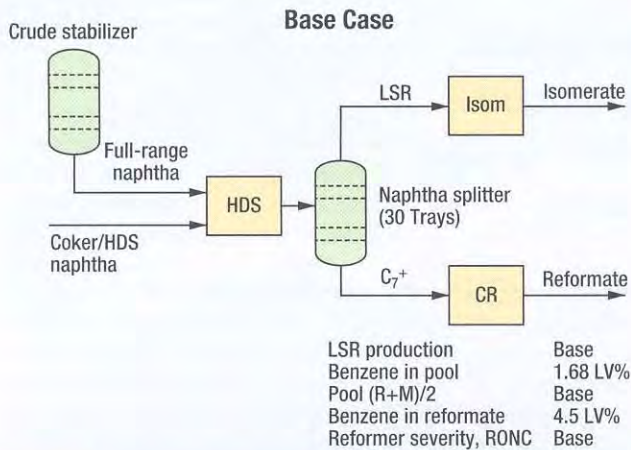 Base Case
Crude stabilizer
LSR
Isom
Isomerate
Full-range
naphtha
HDS
Naphtha splitter
(30 Trays)
Coker/HDS
naphtha
C7+
CR
Reformate
LSR production Base
Benzene in pool 1.68 LV%
Pool (R+M)/2 Base
Benzene in reformate 4.5 LV%
Reformer severity, RONC Base